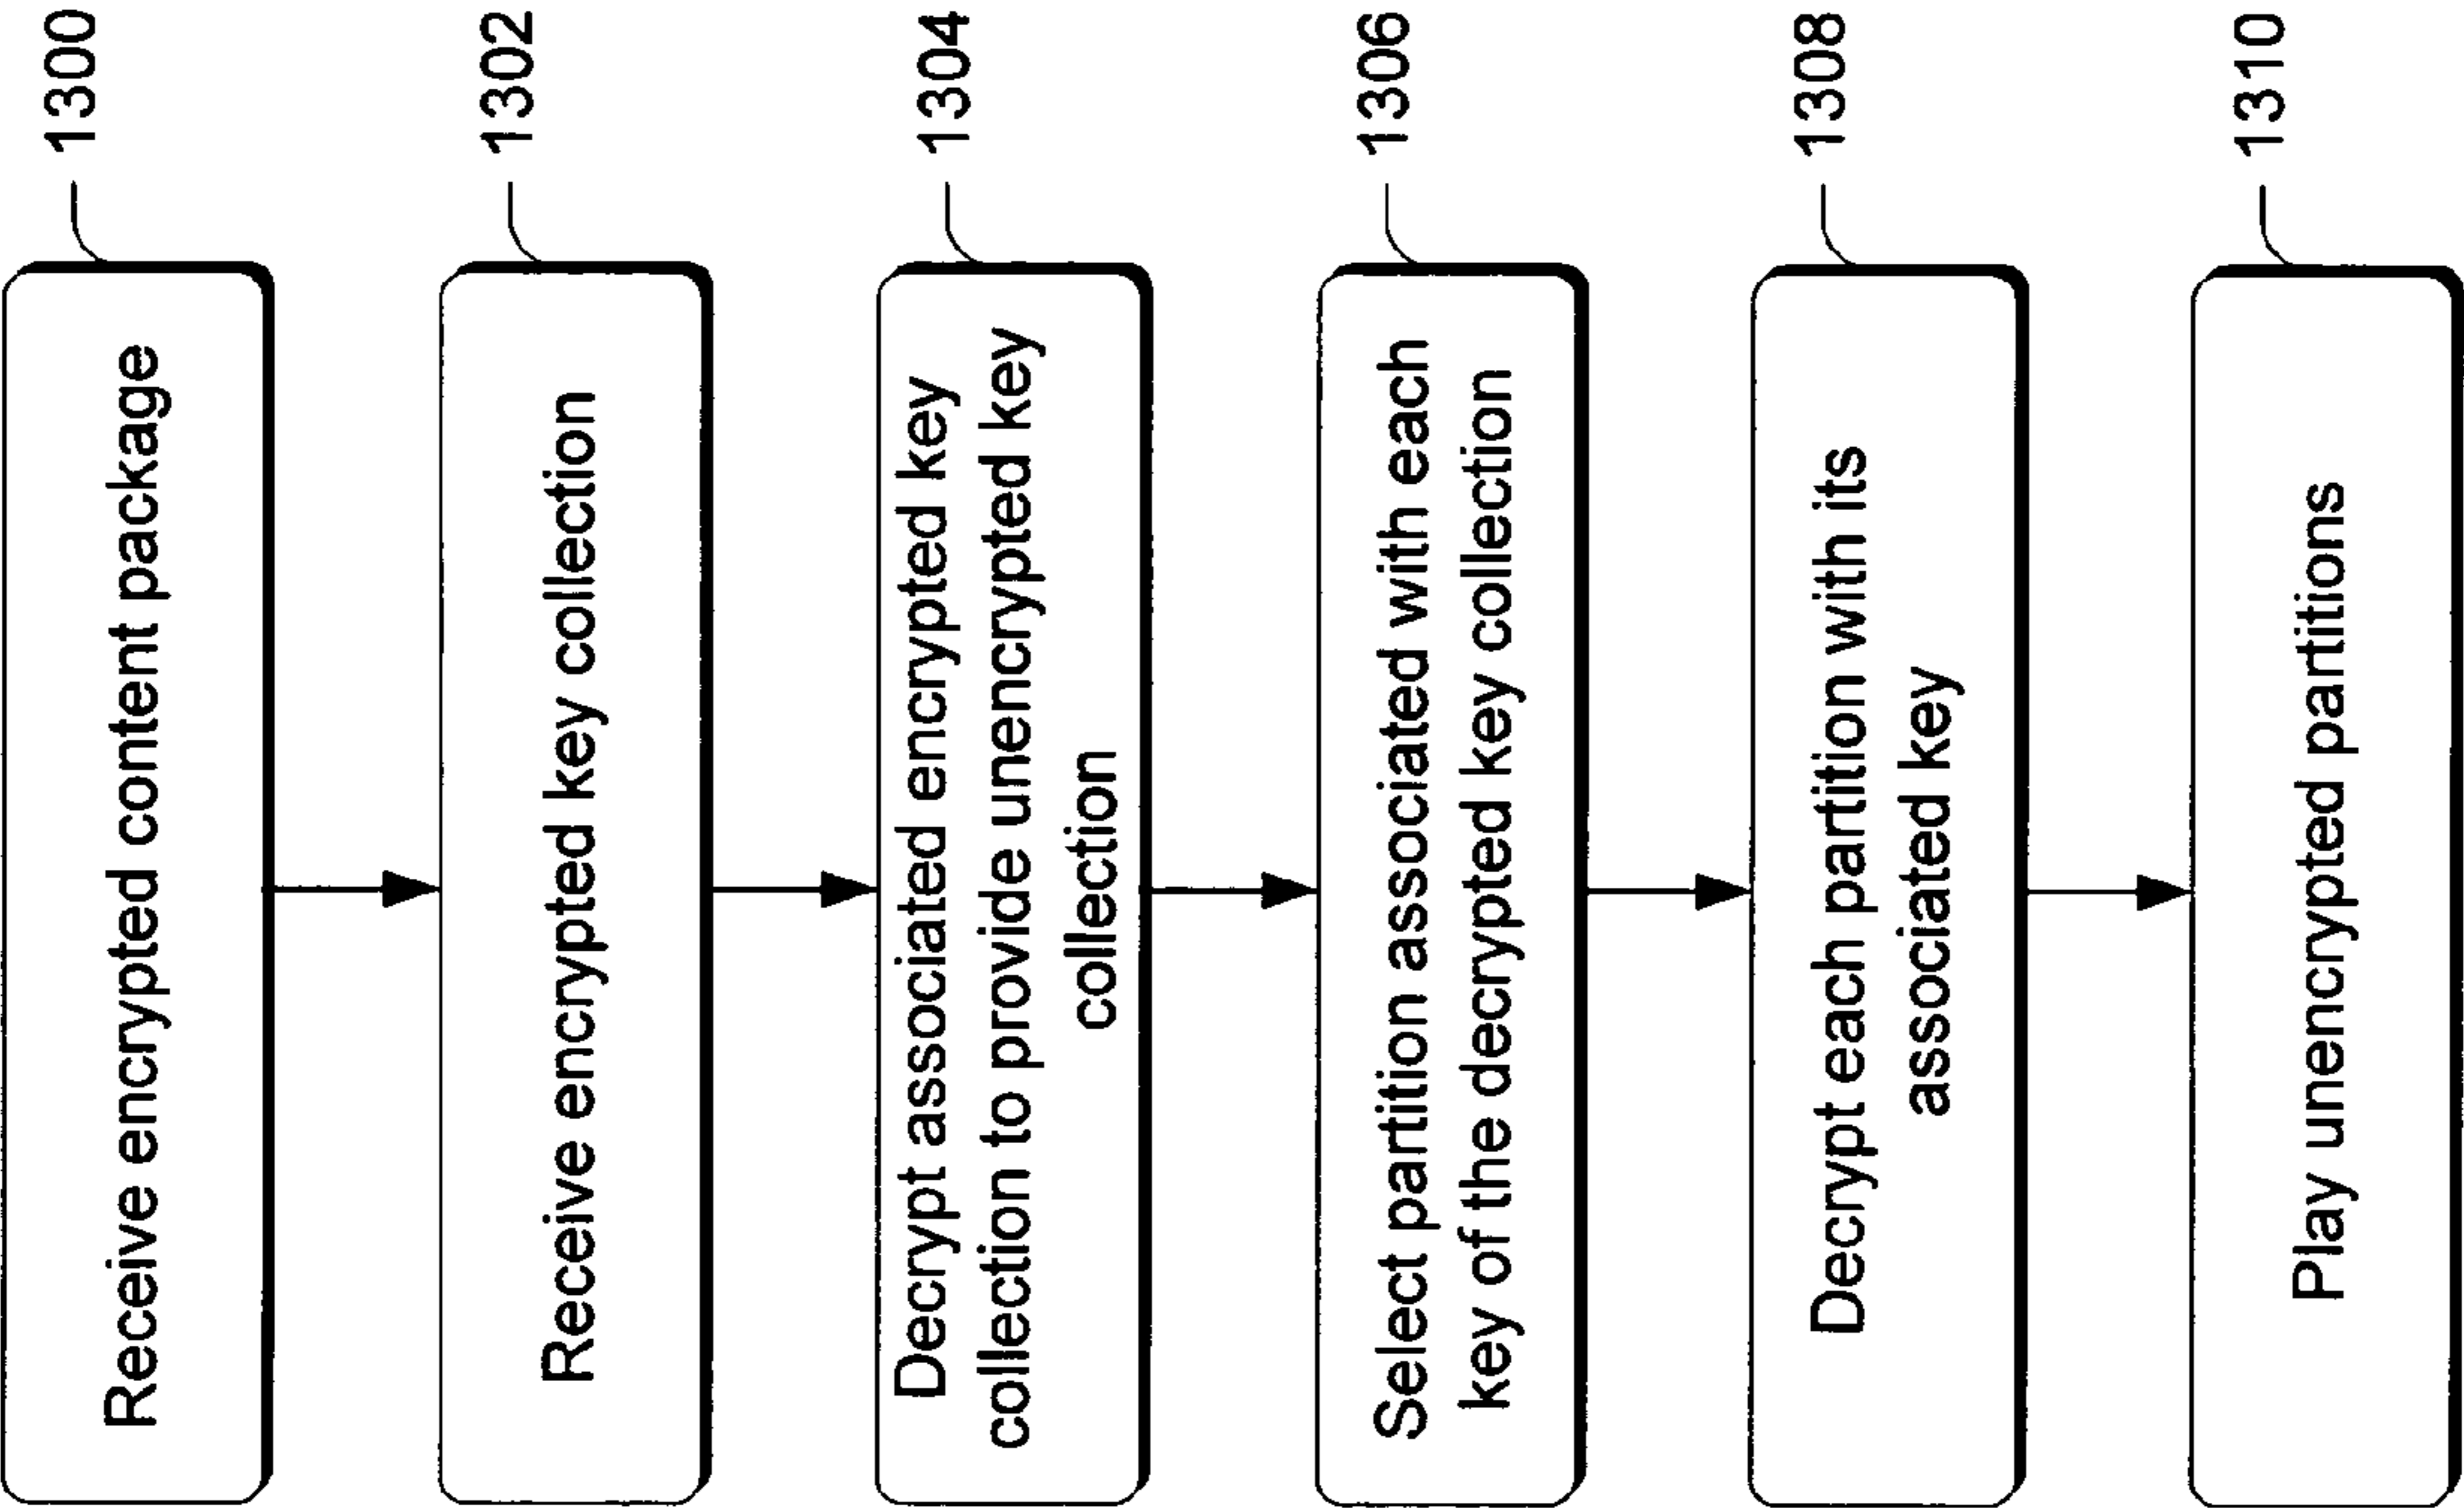 1300
Receive encrypted content package
1302
Receive encrypted key collection
1304
Decrypt associated encrypted key
collection to provide unencrypted key
collection
1306
Select partition associated with each
key of the decrypted key collection
1308
Decrypt each partition with its
associated key
1310
Play unencrypted partitions